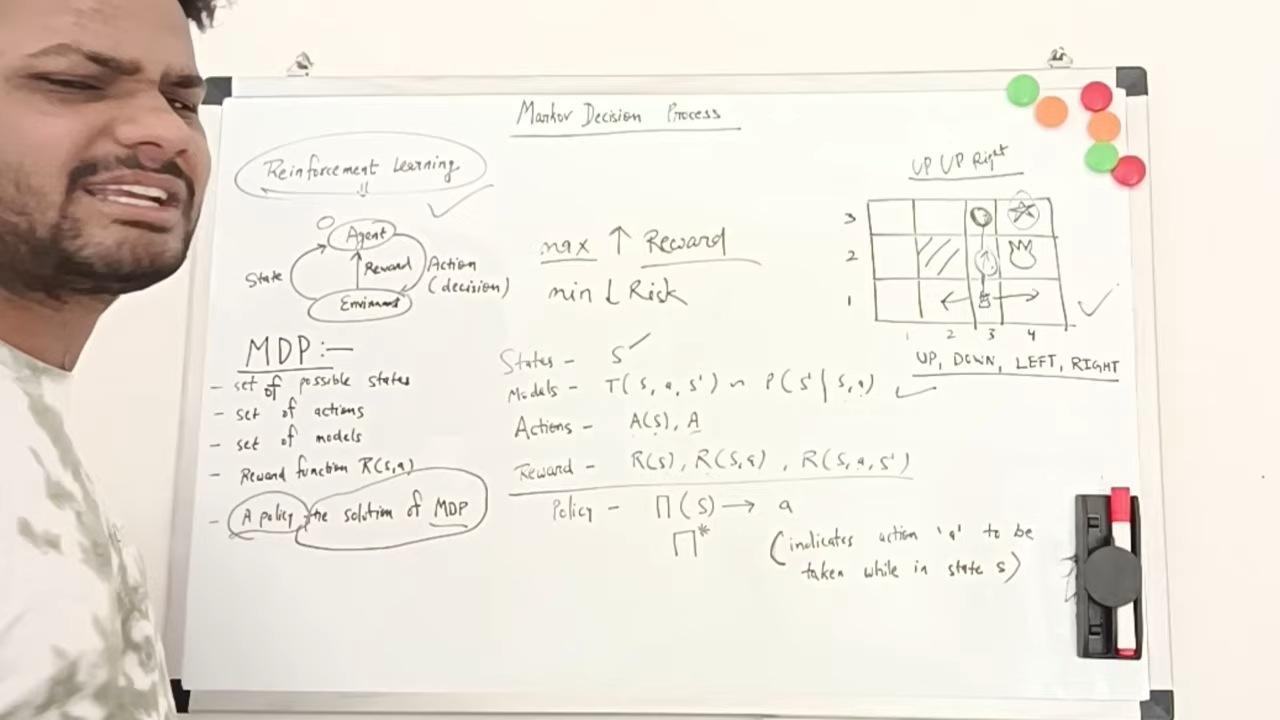 Markov Decision Process
Reinforcement Learning
Agent
State
Reward
Action
(decision)
max ↑ Reward
min ↓ Risk
UP UP Right
3
2
1
1 2 3 4
UP, DOWN, LEFT, RIGHT
MDP:-
- set of possible states
- set of actions
- set of models
- Reward function R(s,a)
- A policy the solution of MDP
States - S
Models - T(S, a, S') ~ P(S' | S, a)
Actions - A(S), A
Reward - R(S), R(S,a), R(S,a,s')
Policy - Π(S) → a
Π*
(indicates action 'a' to be
taken while in state S)